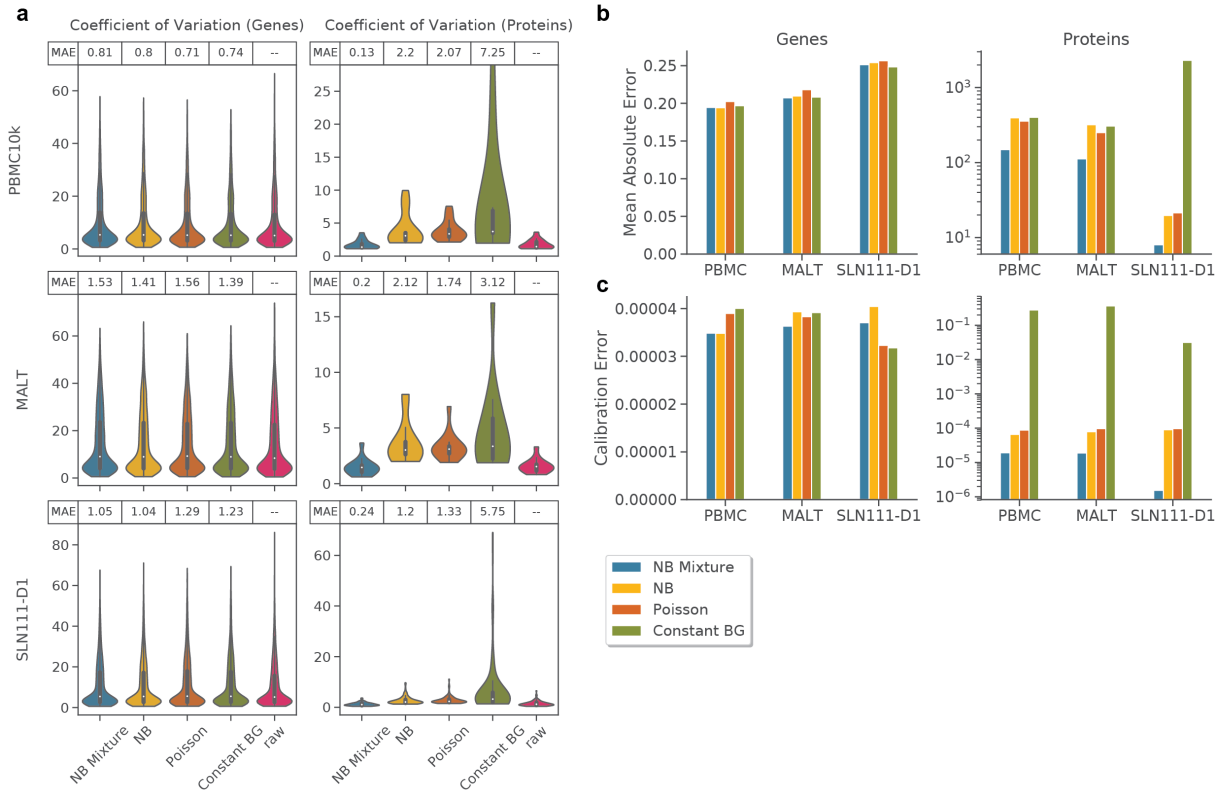 a
Coefficient of Variation (Genes)
Coefficient of Variation (Proteins)
MAE 0.81 0.8 0.71 0.74 --
MAE 0.13 2.2 2.07 7.25 --
PBMC10k
60
40
20
0
25
20
15
10
5
0
MAE 1.53 1.41 1.56 1.39 --
MAE 0.2 2.12 1.74 3.12 --
MALT
60
40
20
0
15
10
5
0
MAE 1.05 1.04 1.29 1.23 --
MAE 0.24 1.2 1.33 5.75 --
SLN111-D1
80
60
40
20
0
60
40
20
0
NB Mixture
NB
Poisson
Constant BG
raw
NB Mixture
NB
Poisson
Constant BG
raw
b
Genes
Mean Absolute Error
0.25
0.20
0.15
0.10
0.05
0.00
PBMC MALT SLN111-D1
Proteins
10³
10²
10¹
PBMC MALT SLN111-D1
c
Calibration Error
0.00004
0.00003
0.00002
0.00001
0.00000
PBMC MALT SLN111-D1
10⁻¹
10⁻²
10⁻³
10⁻⁴
10⁻⁵
10⁻⁶
PBMC MALT SLN111-D1
NB Mixture
NB
Poisson
Constant BG